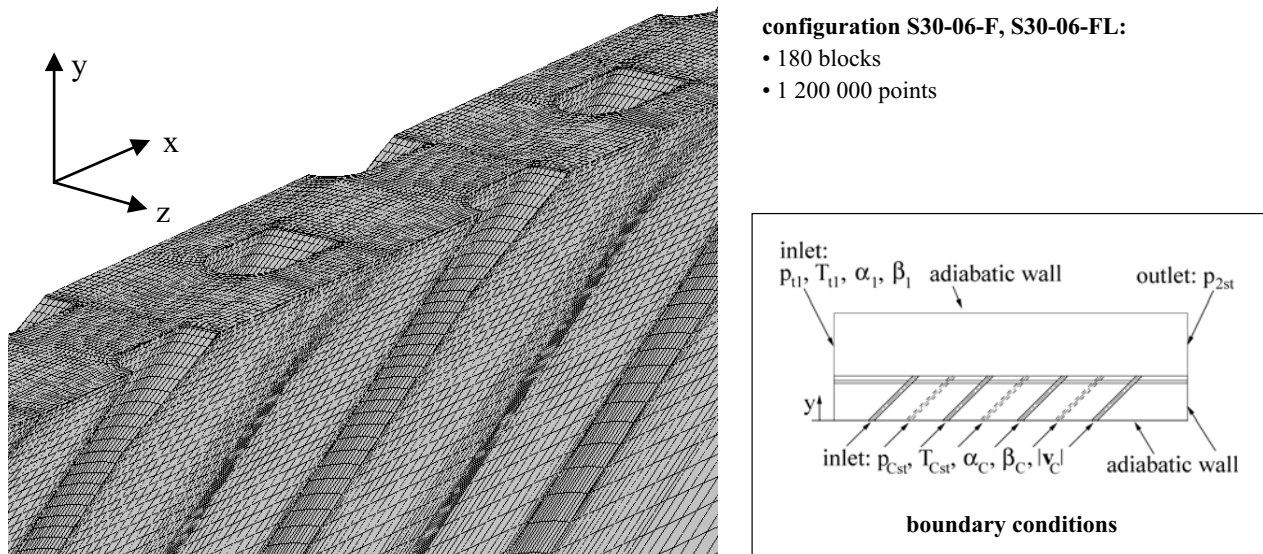 y
x
z
configuration S30-06-F, S30-06-FL:
• 180 blocks
• 1 200 000 points
inlet:
p_t1, T_t1, α_1, β_1 adiabatic wall
outlet: p_2st
y
inlet: p_Cst, T_Cst, α_C, β_C, |v_C|
adiabatic wall
boundary conditions